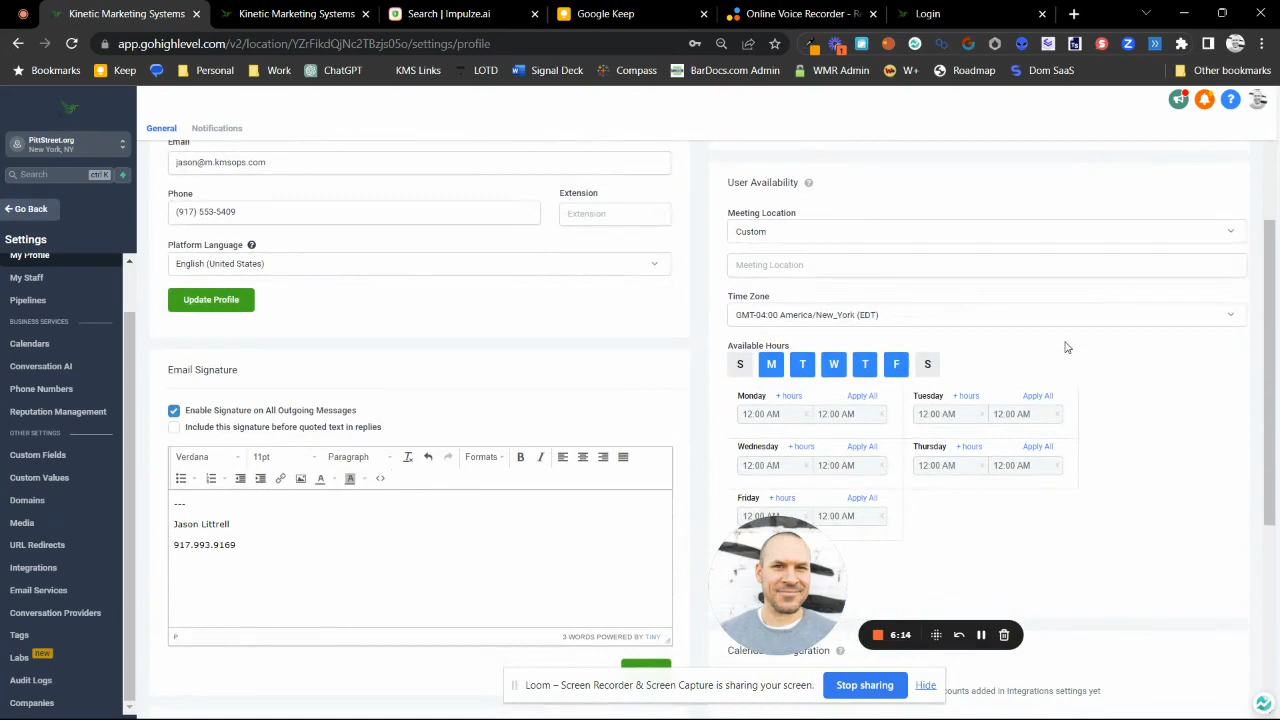 Kinetic Marketing Systems
Kinetic Marketing Systems
Search | Impulze.ai
Google Keep
Online Voice Recorder - Re
Login
app.gohighlevel.com/v2/location/YZrFikdQjNc2TBzjs05o/settings/profile
Bookmarks
Keep
Personal
Work
ChatGPT
KMS Links
LOTD
Sjnal Dez
Compass
BarDocs.com Admin
WMR Admin
W+
Roadmap
Dom SaaS
Other bookmarks
General
Notifications
PittStreet.org
New York, NY
Search
ctrl K
Go Back
Settings
My Profile
My Staff
Pipelines
BUSINESS SERVICES
Calendars
Conversation AI
Phone Numbers
Reputation Management
OTHER SETTINGS
Custom Fields
Custom Values
Domains
Media
URL Redirects
Integrations
Email Services
Conversation Providers
Tags
Labs new
Audit Logs
Companies
Email
jason@m.kmsops.com
Phone
Extension
(917) 553-5409
Extension
Platform Language
English (United States)
Update Profile
Email Signature
Enable Signature on All Outgoing Messages
Include this signature before quoted text in replies
Verdana
11pt
Formats
B
---
Jason Littrell
917.993.9169
P
3 WORDS POWERED BY TINY
User Availability
Meeting Location
Custom
Meeting Location
Time Zone
GMT-04:00 America/New_York (EDT)
Available Hours
S M T W T F S
Monday + hours Apply All
12:00 AM 12:00 AM
Tuesday + hours Apply All
12:00 AM 12:00 AM
Wednesday + hours Apply All
12:00 AM 12:00 AM
Thursday + hours Apply All
12:00 AM 12:00 AM
Friday + hours Apply All
12:00 AM 12:00 AM
6:14
Loom – Screen Recorder & Screen Capture is sharing your screen.
Stop sharing
Hide
ounts added in Integrations settings yet